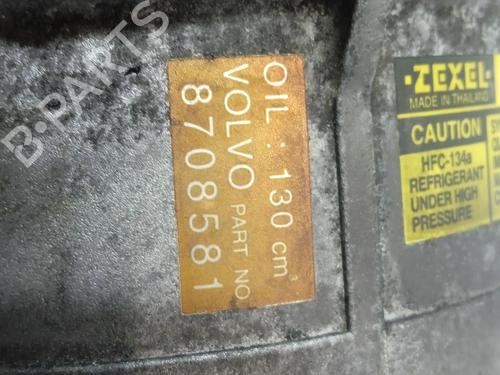 OIL : 130 cm³
VOLVO PART NO
8708581
·ZEXEL·
MADE IN THAILAND
CAUTION
HFC-134a
REFRIGERANT
UNDER HIGH
PRESSURE
B-PARTS